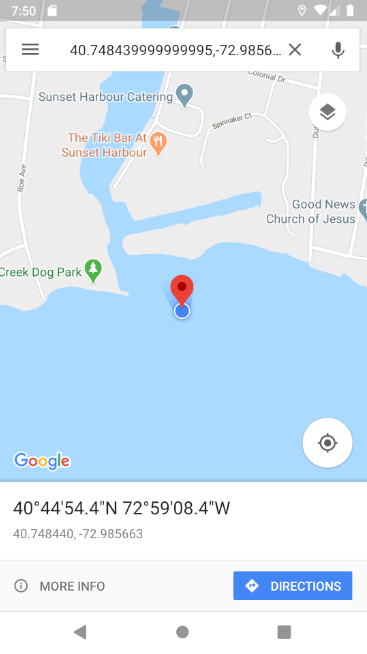 7:50
40.748439999999995,-72.9856...
Colonial Dr
Sunset Harbour Catering
Spinnaker Ct
The Tiki Bar At
Sunset Harbour
Roe Ave
Good News
Church of Jesus
Creek Dog Park
Google
40°44'54.4"N 72°59'08.4"W
40.748440, -72.985663
MORE INFO
DIRECTIONS